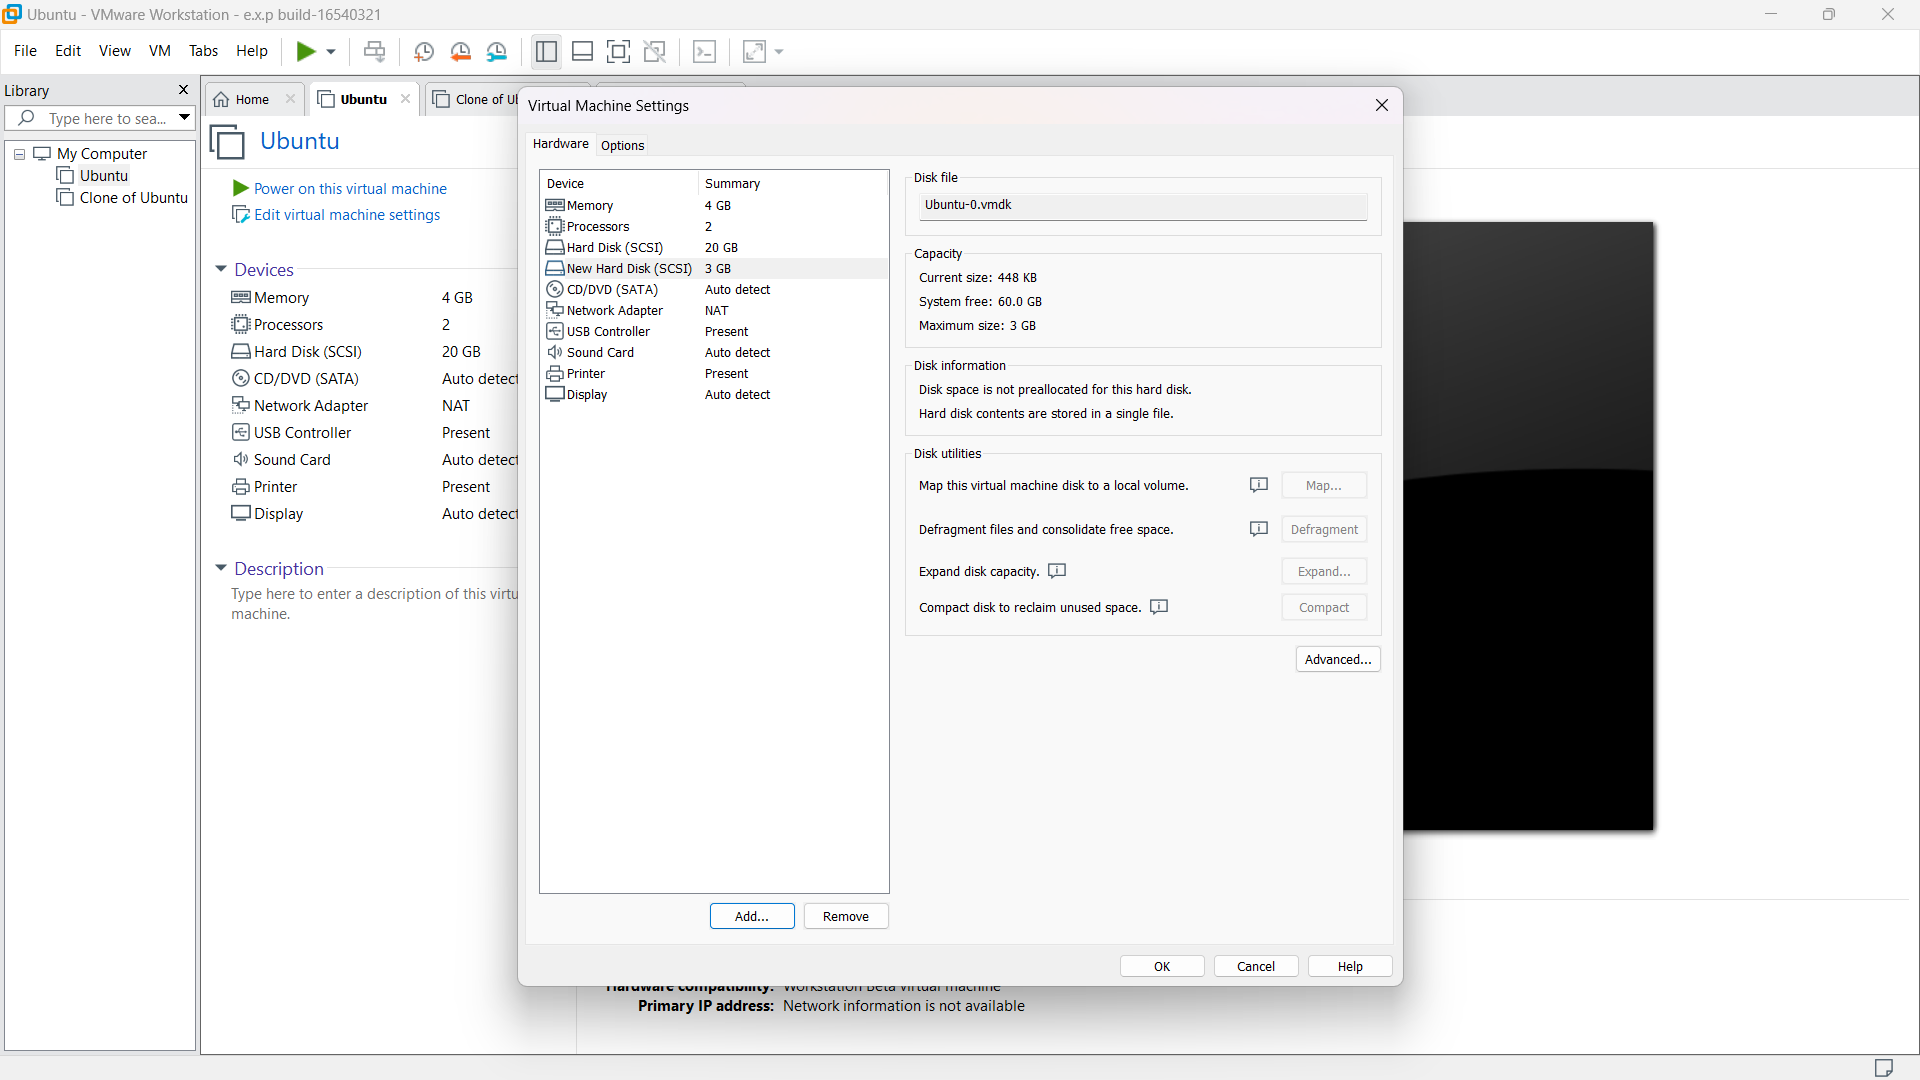 Ubuntu - VMware Workstation - e.x.p build-16540321
File Edit View VM Tabs Help
Library
Type here to sea...
My Computer
Ubuntu
Clone of Ubuntu
Home
Ubuntu
Clone of
Ubuntu
Power on this virtual machine
Edit virtual machine settings
Devices
Memory 4 GB
Processors 2
Hard Disk (SCSI) 20 GB
CD/DVD (SATA) Auto detect
Network Adapter NAT
USB Controller Present
Sound Card Auto detect
Printer Present
Display Auto detect
Description
Type here to enter a description of this virtu
machine.
Virtual Machine Settings
Hardware Options
Device Summary
Memory 4 GB
Processors 2
Hard Disk (SCSI) 20 GB
New Hard Disk (SCSI) 3 GB
CD/DVD (SATA) Auto detect
Network Adapter NAT
USB Controller Present
Sound Card Auto detect
Printer Present
Display Auto detect
Add... Remove
Disk file
Ubuntu-0.vmdk
Capacity
Current size: 448 KB
System free: 60.0 GB
Maximum size: 3 GB
Disk information
Disk space is not preallocated for this hard disk.
Hard disk contents are stored in a single file.
Disk utilities
Map this virtual machine disk to a local volume. Map...
Defragment files and consolidate free space. Defragment
Expand disk capacity. Expand...
Compact disk to reclaim unused space. Compact
Advanced...
OK Cancel Help
Hardware compatibility: Workstation Beta virtual machine
Primary IP address: Network information is not available